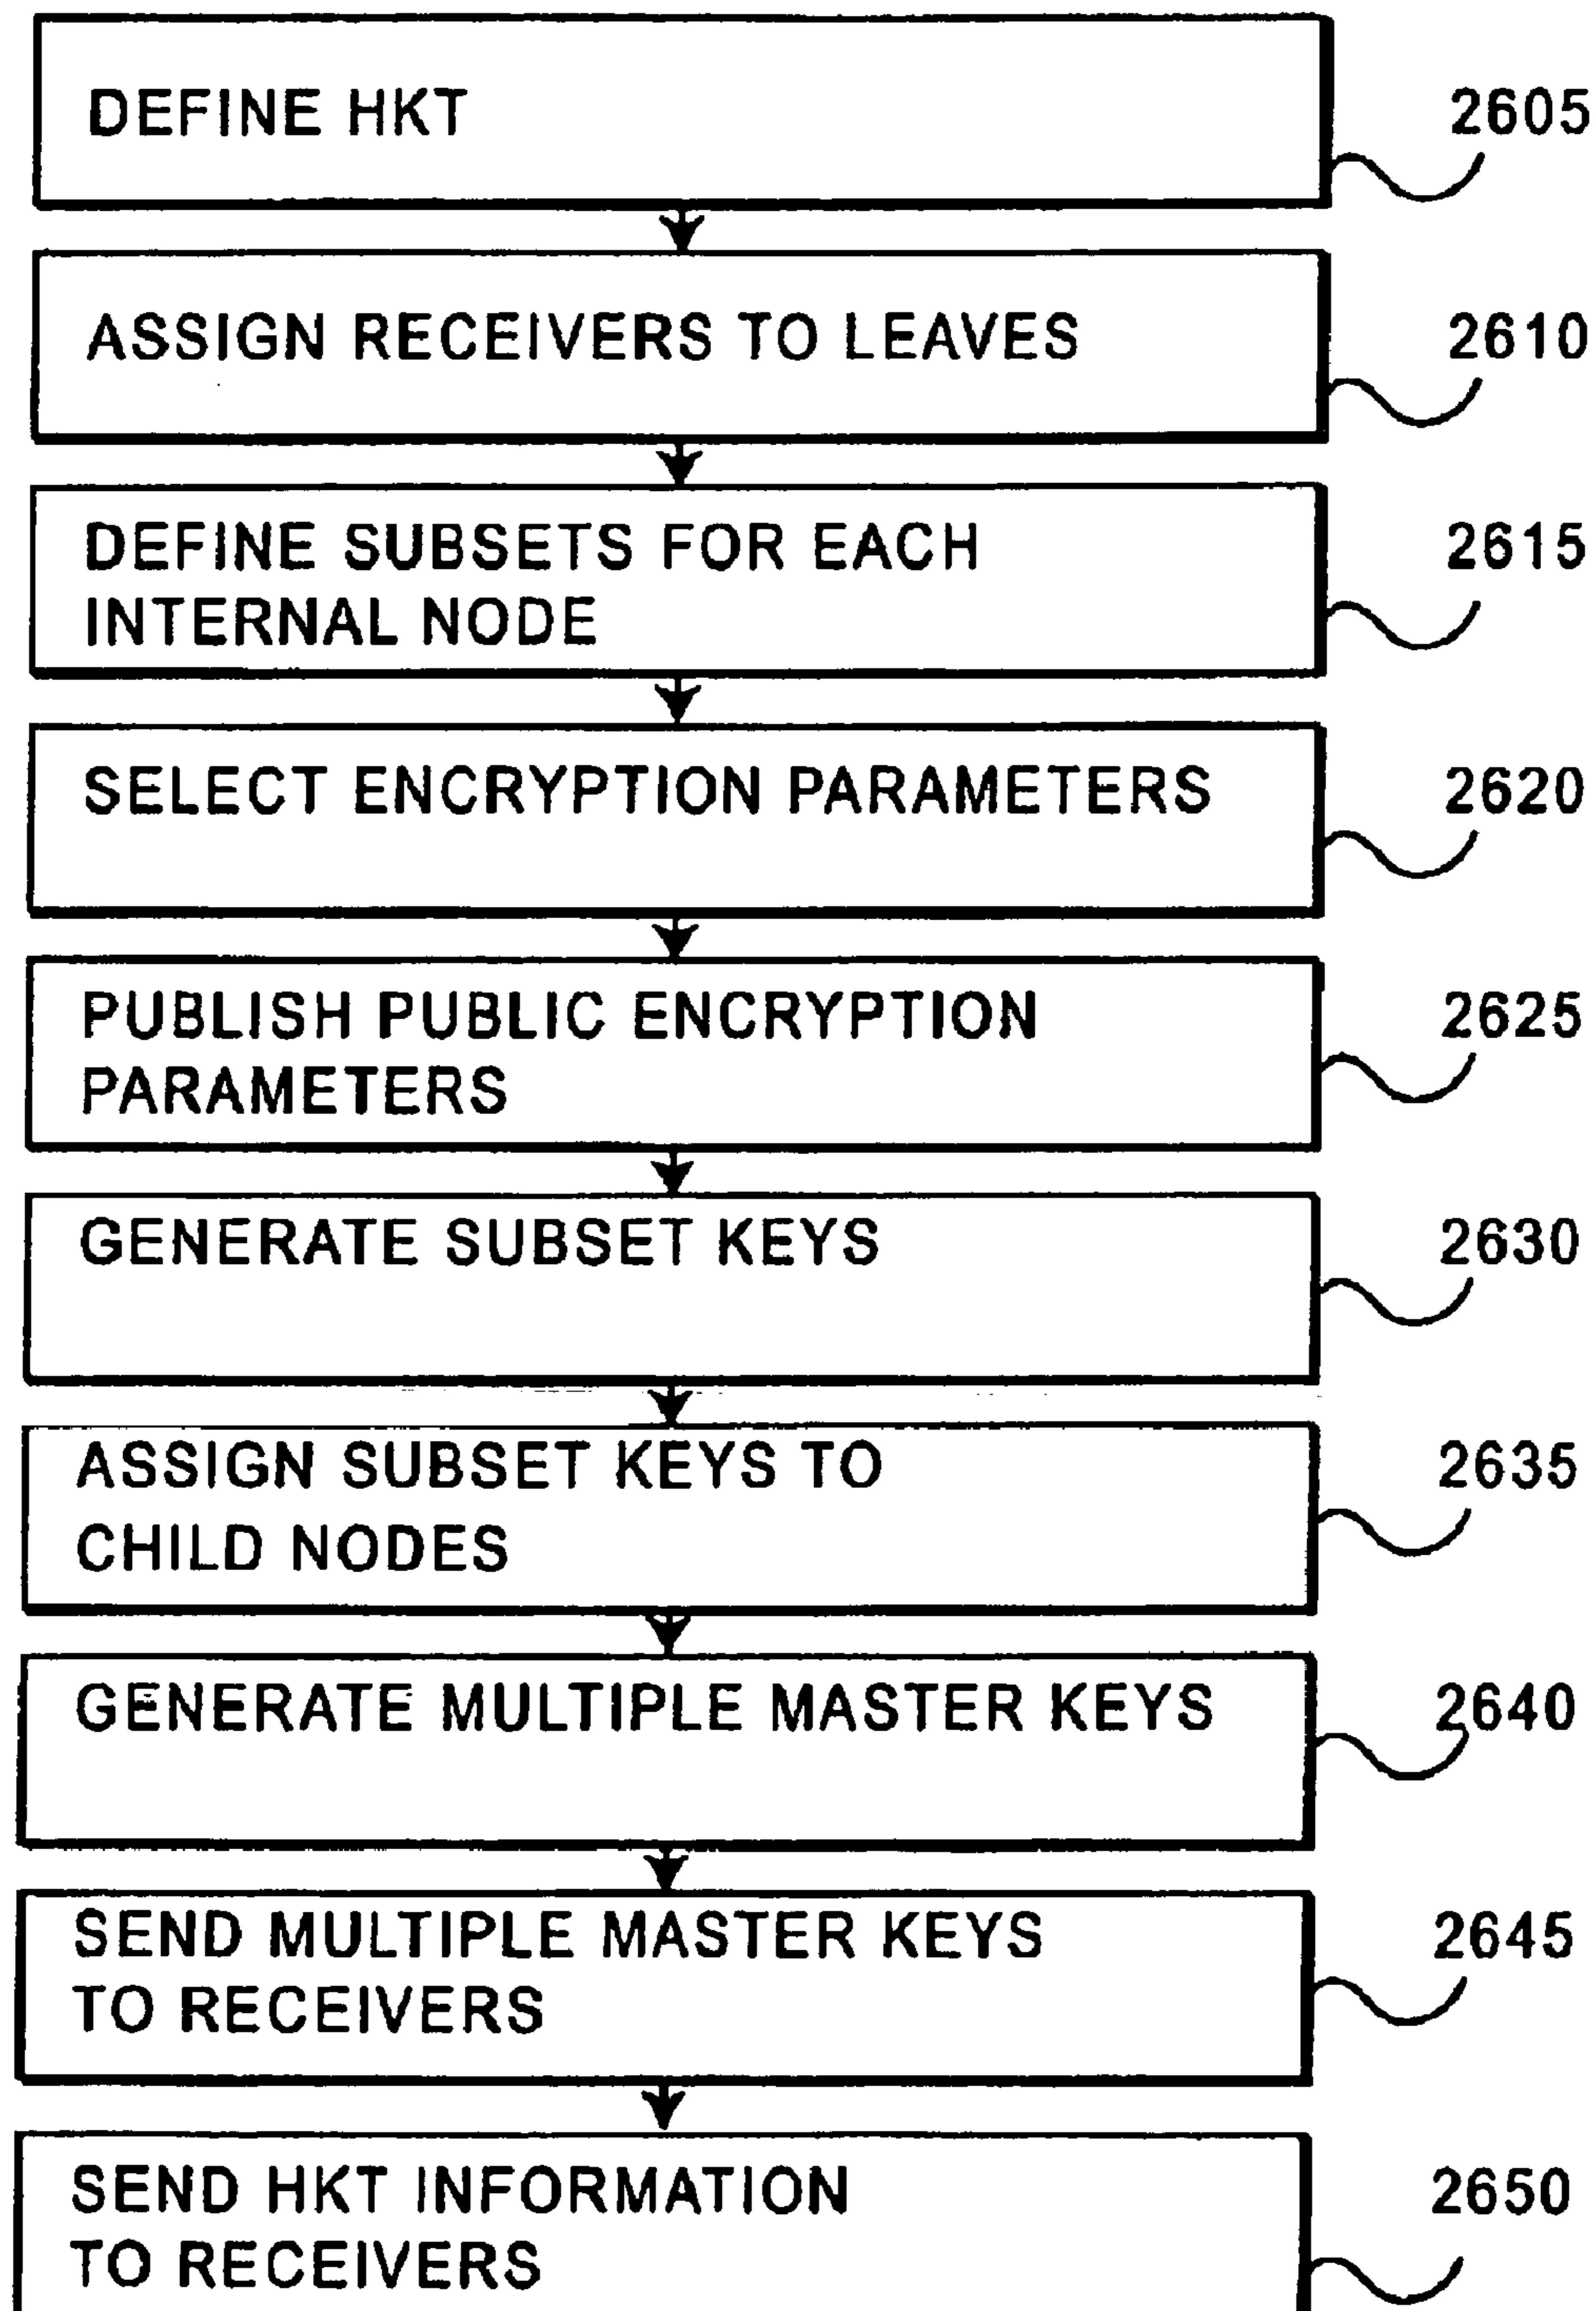 DEFINE HKT
2605
ASSIGN RECEIVERS TO LEAVES
2610
DEFINE SUBSETS FOR EACH
INTERNAL NODE
2615
SELECT ENCRYPTION PARAMETERS
2620
PUBLISH PUBLIC ENCRYPTION
PARAMETERS
2625
GENERATE SUBSET KEYS
2630
ASSIGN SUBSET KEYS TO
CHILD NODES
2635
GENERATE MULTIPLE MASTER KEYS
2640
SEND MULTIPLE MASTER KEYS
TO RECEIVERS
2645
SEND HKT INFORMATION
TO RECEIVERS
2650